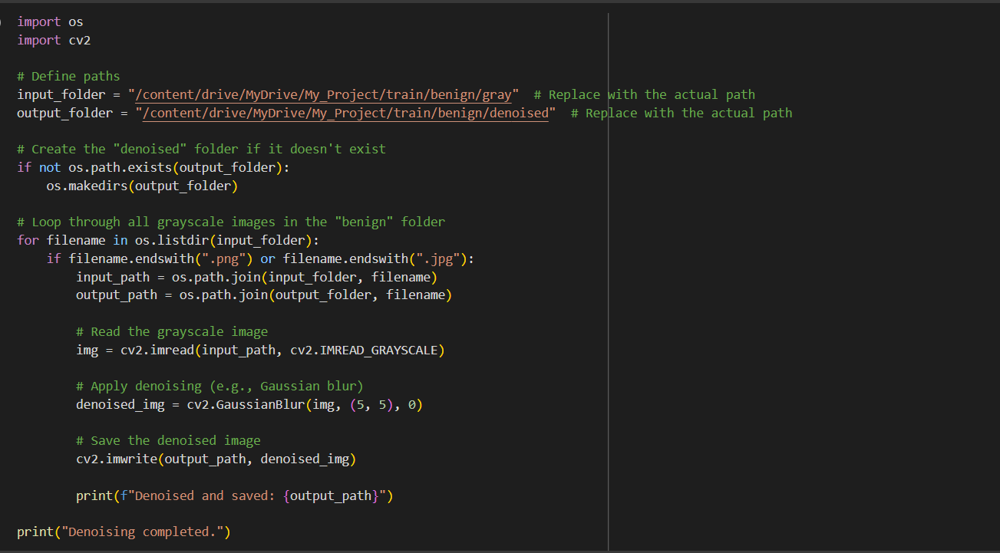 import os
import cv2

# Define paths
input_folder = "/content/drive/MyDrive/My_Project/train/benign/gray"  # Replace with the actual path
output_folder = "/content/drive/MyDrive/My_Project/train/benign/denoised"  # Replace with the actual path

# Create the "denoised" folder if it doesn't exist
if not os.path.exists(output_folder):
    os.makedirs(output_folder)

# Loop through all grayscale images in the "benign" folder
for filename in os.listdir(input_folder):
    if filename.endswith(".png") or filename.endswith(".jpg"):
        input_path = os.path.join(input_folder, filename)
        output_path = os.path.join(output_folder, filename)

        # Read the grayscale image
        img = cv2.imread(input_path, cv2.IMREAD_GRAYSCALE)

        # Apply denoising (e.g., Gaussian blur)
        denoised_img = cv2.GaussianBlur(img, (5, 5), 0)

        # Save the denoised image
        cv2.imwrite(output_path, denoised_img)

        print(f"Denoised and saved: {output_path}")

print("Denoising completed.")